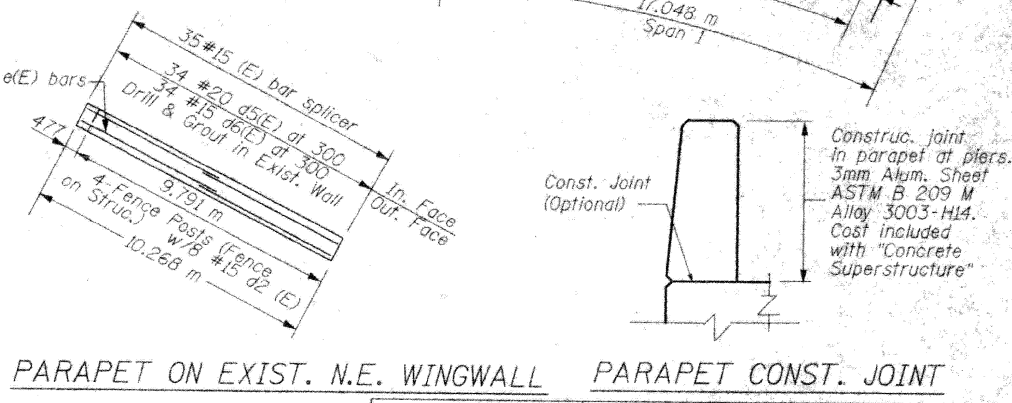 17.048 m
Span 1
35 #15 (E) bar splicer
34 #20 d5(E) at 300
34 #15 d6(E) at 300
Drill & Grout in Exist. Wall
e(E) bars
477
In. Face
Out. Face
9.791 m
4-Fence Posts (Fence
on Struc.) w/8 #15 d2 (E)
10.268 m
Const. Joint
(Optional)
Construc. joint
in parapet at piers.
3mm Alum. Sheet
ASTM B 209 M
Alloy 3003-H14.
Cost included
with "Concrete
Superstructure"
PARAPET ON EXIST. N.E. WINGWALL
PARAPET CONST. JOINT